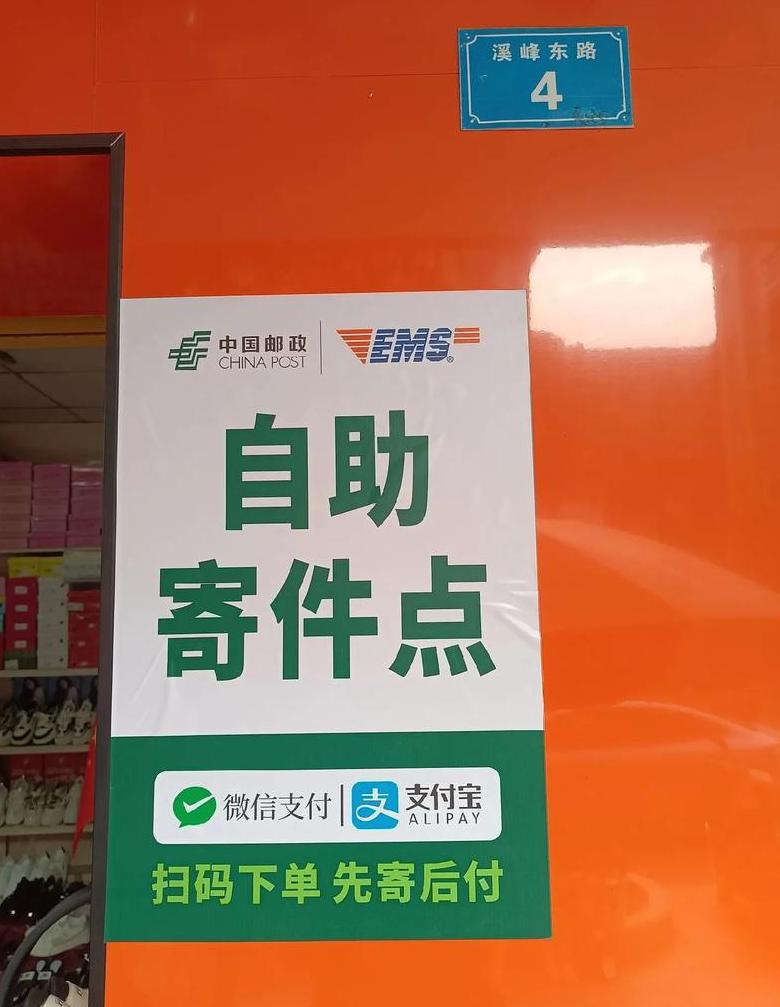 溪峰东路
4
中国邮政
CHINA POST
EMS®
自助
寄件点
微信支付
支付宝
ALIPAY
扫码下单 先寄后付